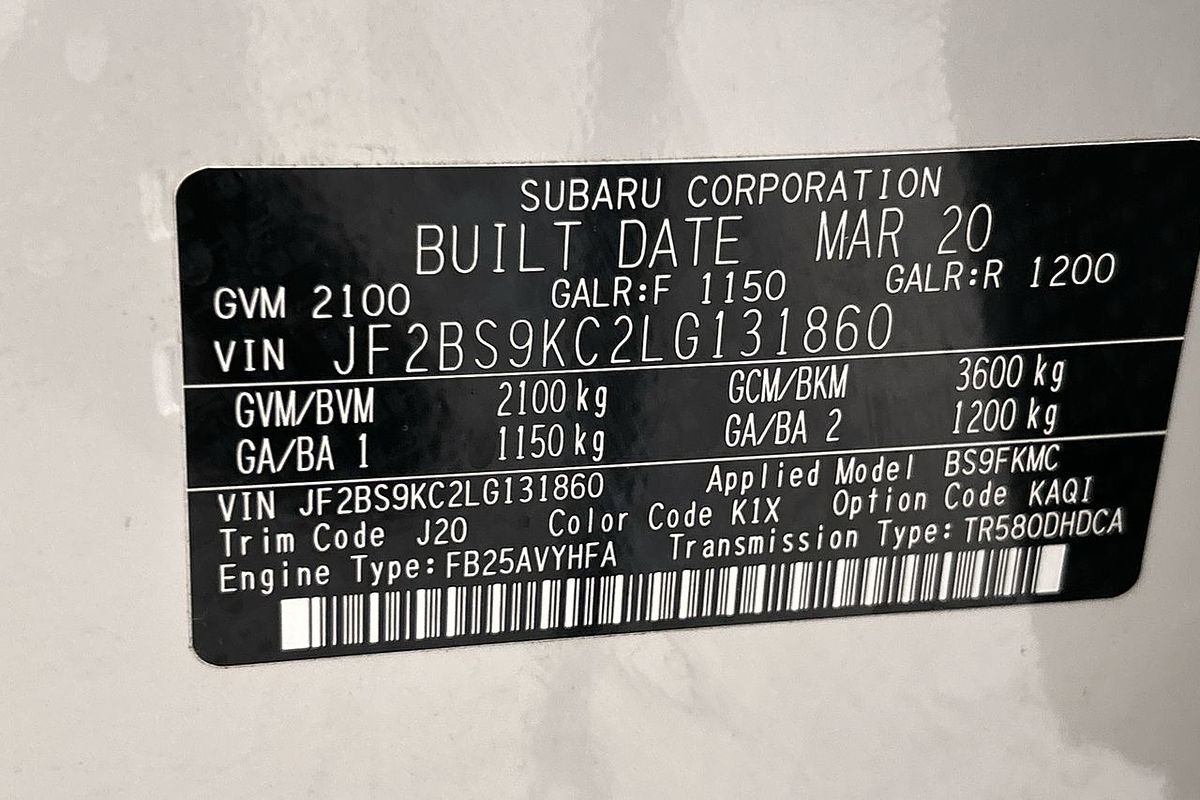 SUBARU CORPORATION
BUILT DATE MAR 20
GVM 2100 GALR:F 1150 GALR:R 1200
VIN JF2BS9KC2LG131860
GVM/BVM 2100 kg GCM/BKM 3600 kg
GA/BA 1 1150 kg GA/BA 2 1200 kg
VIN JF2BS9KC2LG131860 Applied Model BS9FKMC
Trim Code J20 Color Code K1X Option Code KAQI
Engine Type: FB25AVYHFA Transmission Type: TR580DHDCA